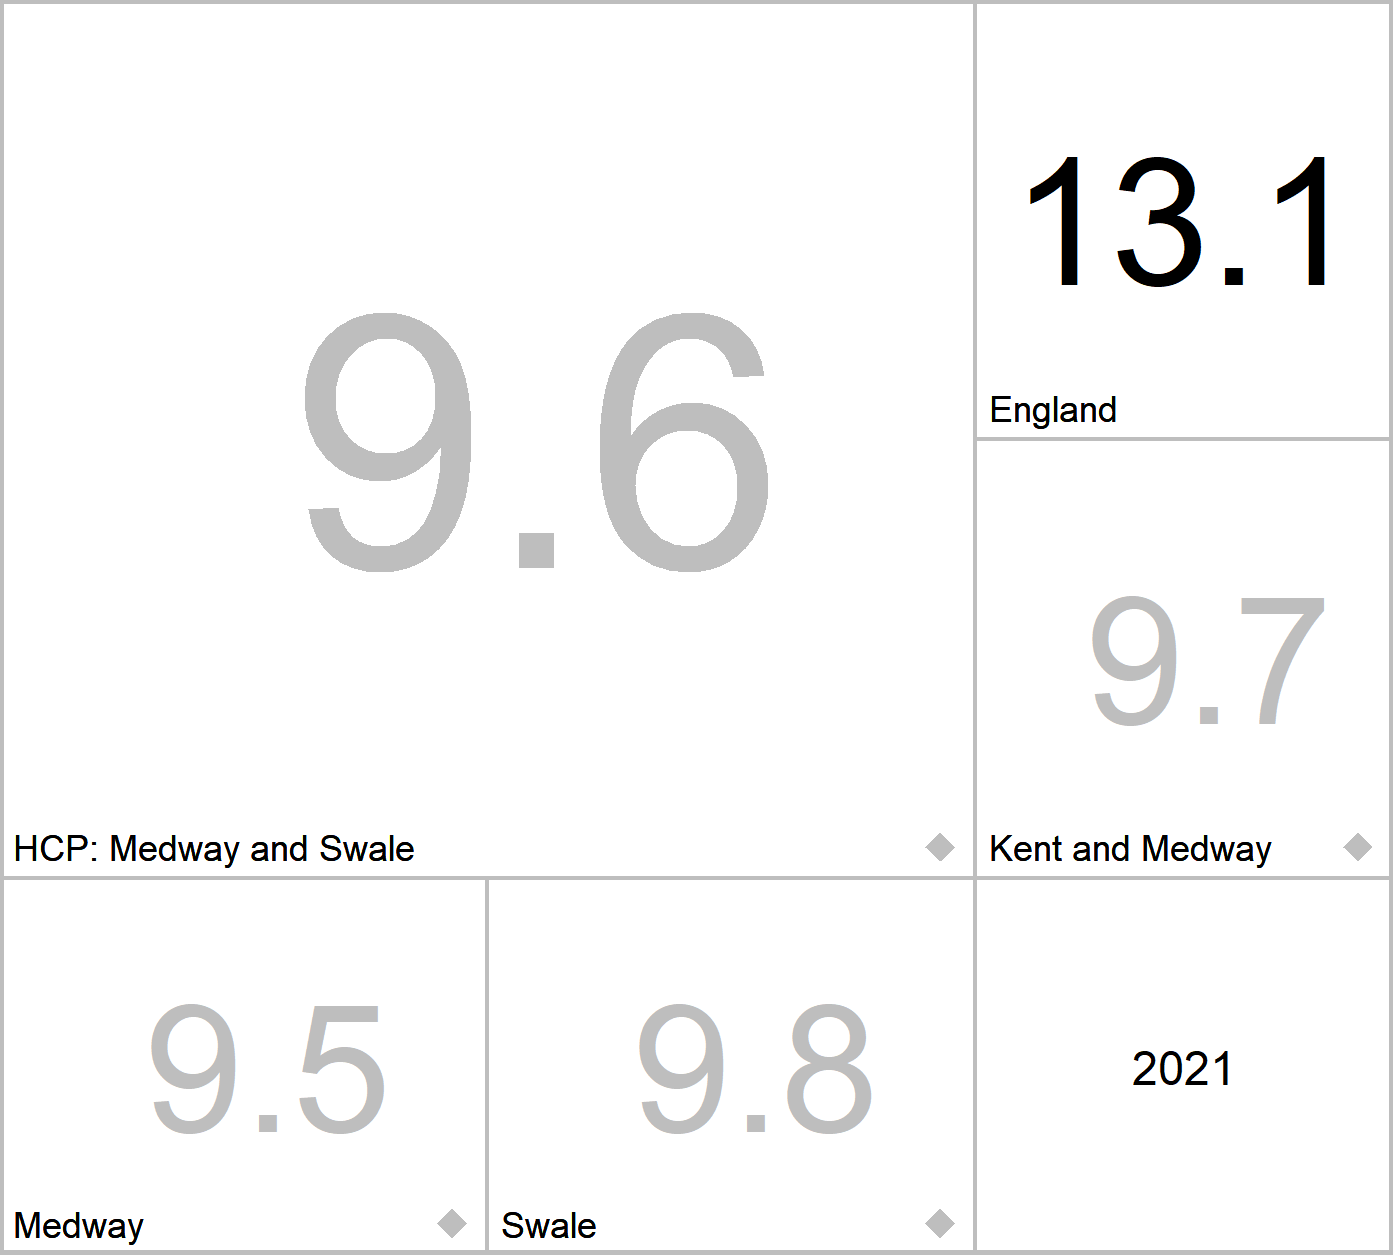 9.6
HCP: Medway and Swale
13.1
England
9.7
Kent and Medway
9.5
Medway
9.8
Swale
2021